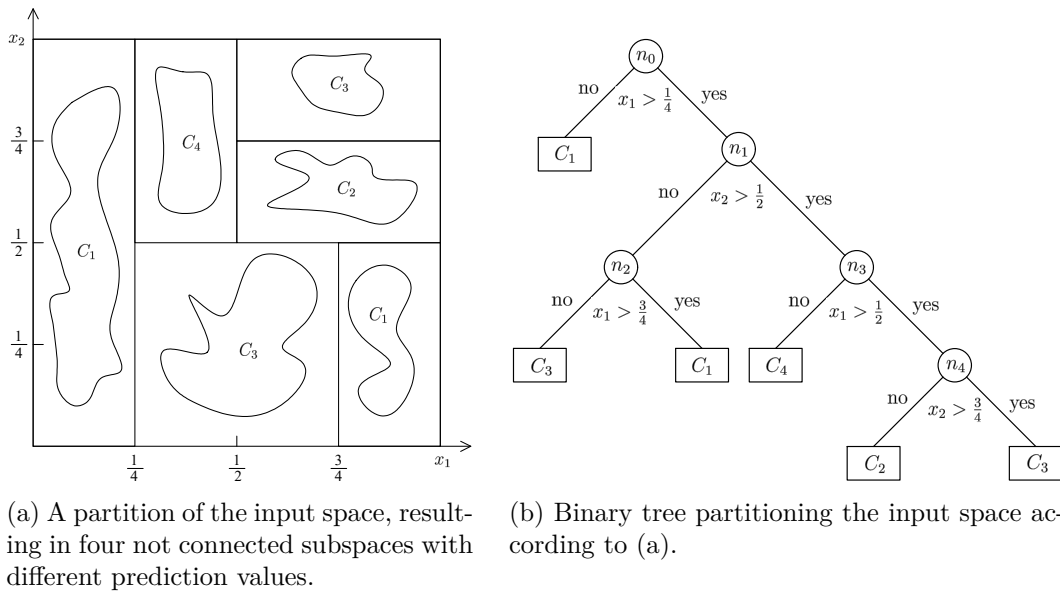 x₂
3/4
1/2
1/4
C₁
C₄
C₃
C₂
C₃
C₁
1/4
1/2
3/4
x₁
n₀
no
x₁ > 1/4
yes
C₁
n₁
no
x₂ > 1/2
yes
n₂
n₃
no
x₁ > 3/4
yes
no
x₁ > 1/2
yes
C₃
C₁
C₄
n₄
no
x₂ > 3/4
yes
C₂
C₃
(a) A partition of the input space, result-
ing in four not connected subspaces with
different prediction values.
(b) Binary tree partitioning the input space ac-
cording to (a).